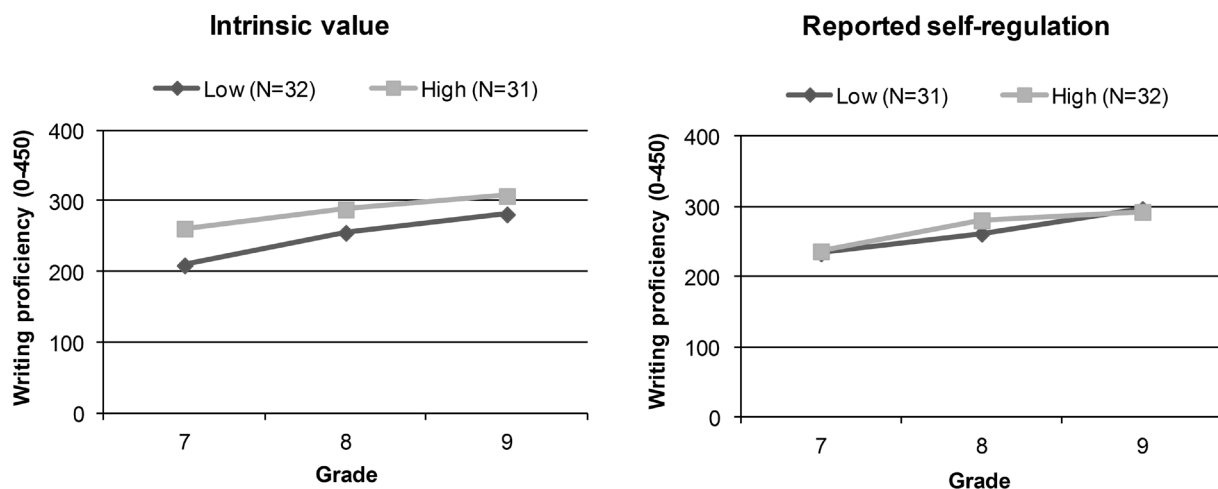 Intrinsic value
Low (N=32) High (N=31)
Writing proficiency (0-450)
400
300
200
100
0
7 8 9
Grade
Reported self-regulation
Low (N=31) High (N=32)
Writing proficiency (0-450)
400
300
200
100
0
7 8 9
Grade